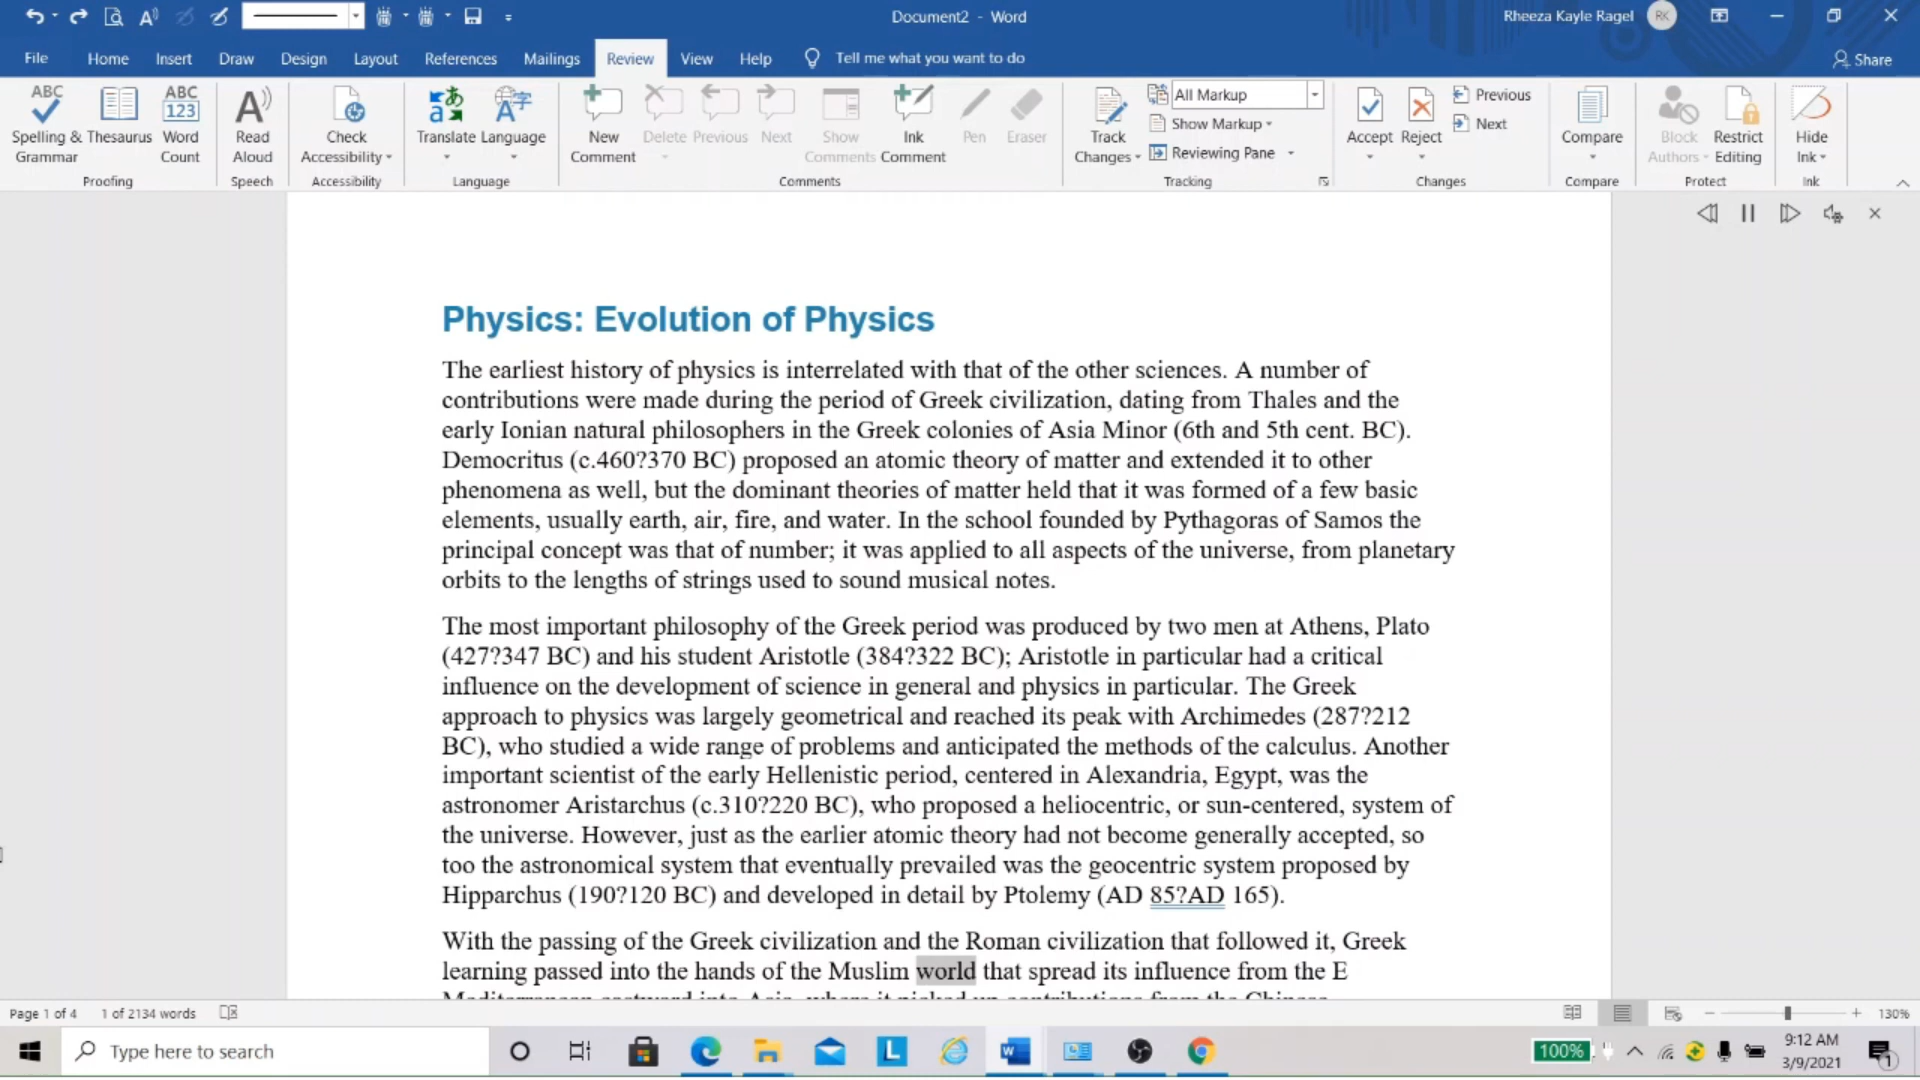 Document2 - Word
Rheeza Kayle Ragel
RK
File Home Insert Draw Design Layout References Mailings Review View Help Tell me what you want to do
Share
ABC
ABC
123
Spelling & Thesaurus Word
Grammar Count
Read
Aloud
Check
Accessibility
Translate Language
New
Comment
Delete Previous Next
Show
Comments
Ink
Comment
Pen Eraser
Track
Changes
All Markup
Show Markup
Reviewing Pane
Accept Reject
Previous
Next
Compare
Block
Authors
Restrict
Editing
Hide
Ink
Proofing Speech Accessibility Language Comments Tracking Changes Compare Protect Ink
Physics: Evolution of Physics
The earliest history of physics is interrelated with that of the other sciences. A number of
contributions were made during the period of Greek civilization, dating from Thales and the
early Ionian natural philosophers in the Greek colonies of Asia Minor (6th and 5th cent. BC).
Democritus (c.460?370 BC) proposed an atomic theory of matter and extended it to other
phenomena as well, but the dominant theories of matter held that it was formed of a few basic
elements, usually earth, air, fire, and water. In the school founded by Pythagoras of Samos the
principal concept was that of number; it was applied to all aspects of the universe, from planetary
orbits to the lengths of strings used to sound musical notes.
The most important philosophy of the Greek period was produced by two men at Athens, Plato
(427?347 BC) and his student Aristotle (384?322 BC); Aristotle in particular had a critical
influence on the development of science in general and physics in particular. The Greek
approach to physics was largely geometrical and reached its peak with Archimedes (287?212
BC), who studied a wide range of problems and anticipated the methods of the calculus. Another
important scientist of the early Hellenistic period, centered in Alexandria, Egypt, was the
astronomer Aristarchus (c.310?220 BC), who proposed a heliocentric, or sun-centered, system of
the universe. However, just as the earlier atomic theory had not become generally accepted, so
too the astronomical system that eventually prevailed was the geocentric system proposed by
Hipparchus (190?120 BC) and developed in detail by Ptolemy (AD 85?AD 165).
With the passing of the Greek civilization and the Roman civilization that followed it, Greek
learning passed into the hands of the Muslim world that spread its influence from the E
Mediterranean eastward into Asia, where it picked up contributions from the Chinese
Page 1 of 4 1 of 2134 words
130%
Type here to search
100%
9:12 AM
3/9/2021
1